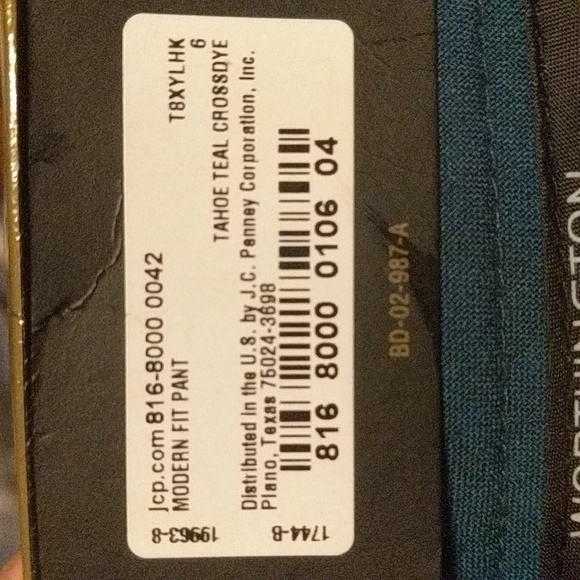 jcp.com 816-8000 0042
MODERN FIT PANT
T8XYLHK
6
TAHOE TEAL CROSSDYE
Distributed in the U.S. by J.C. Penney Corporation, Inc.
Plano, Texas 75024-3698
816 8000 0106 04
19963-8
1744-B
BD-02-987-A
WORTHINGTON